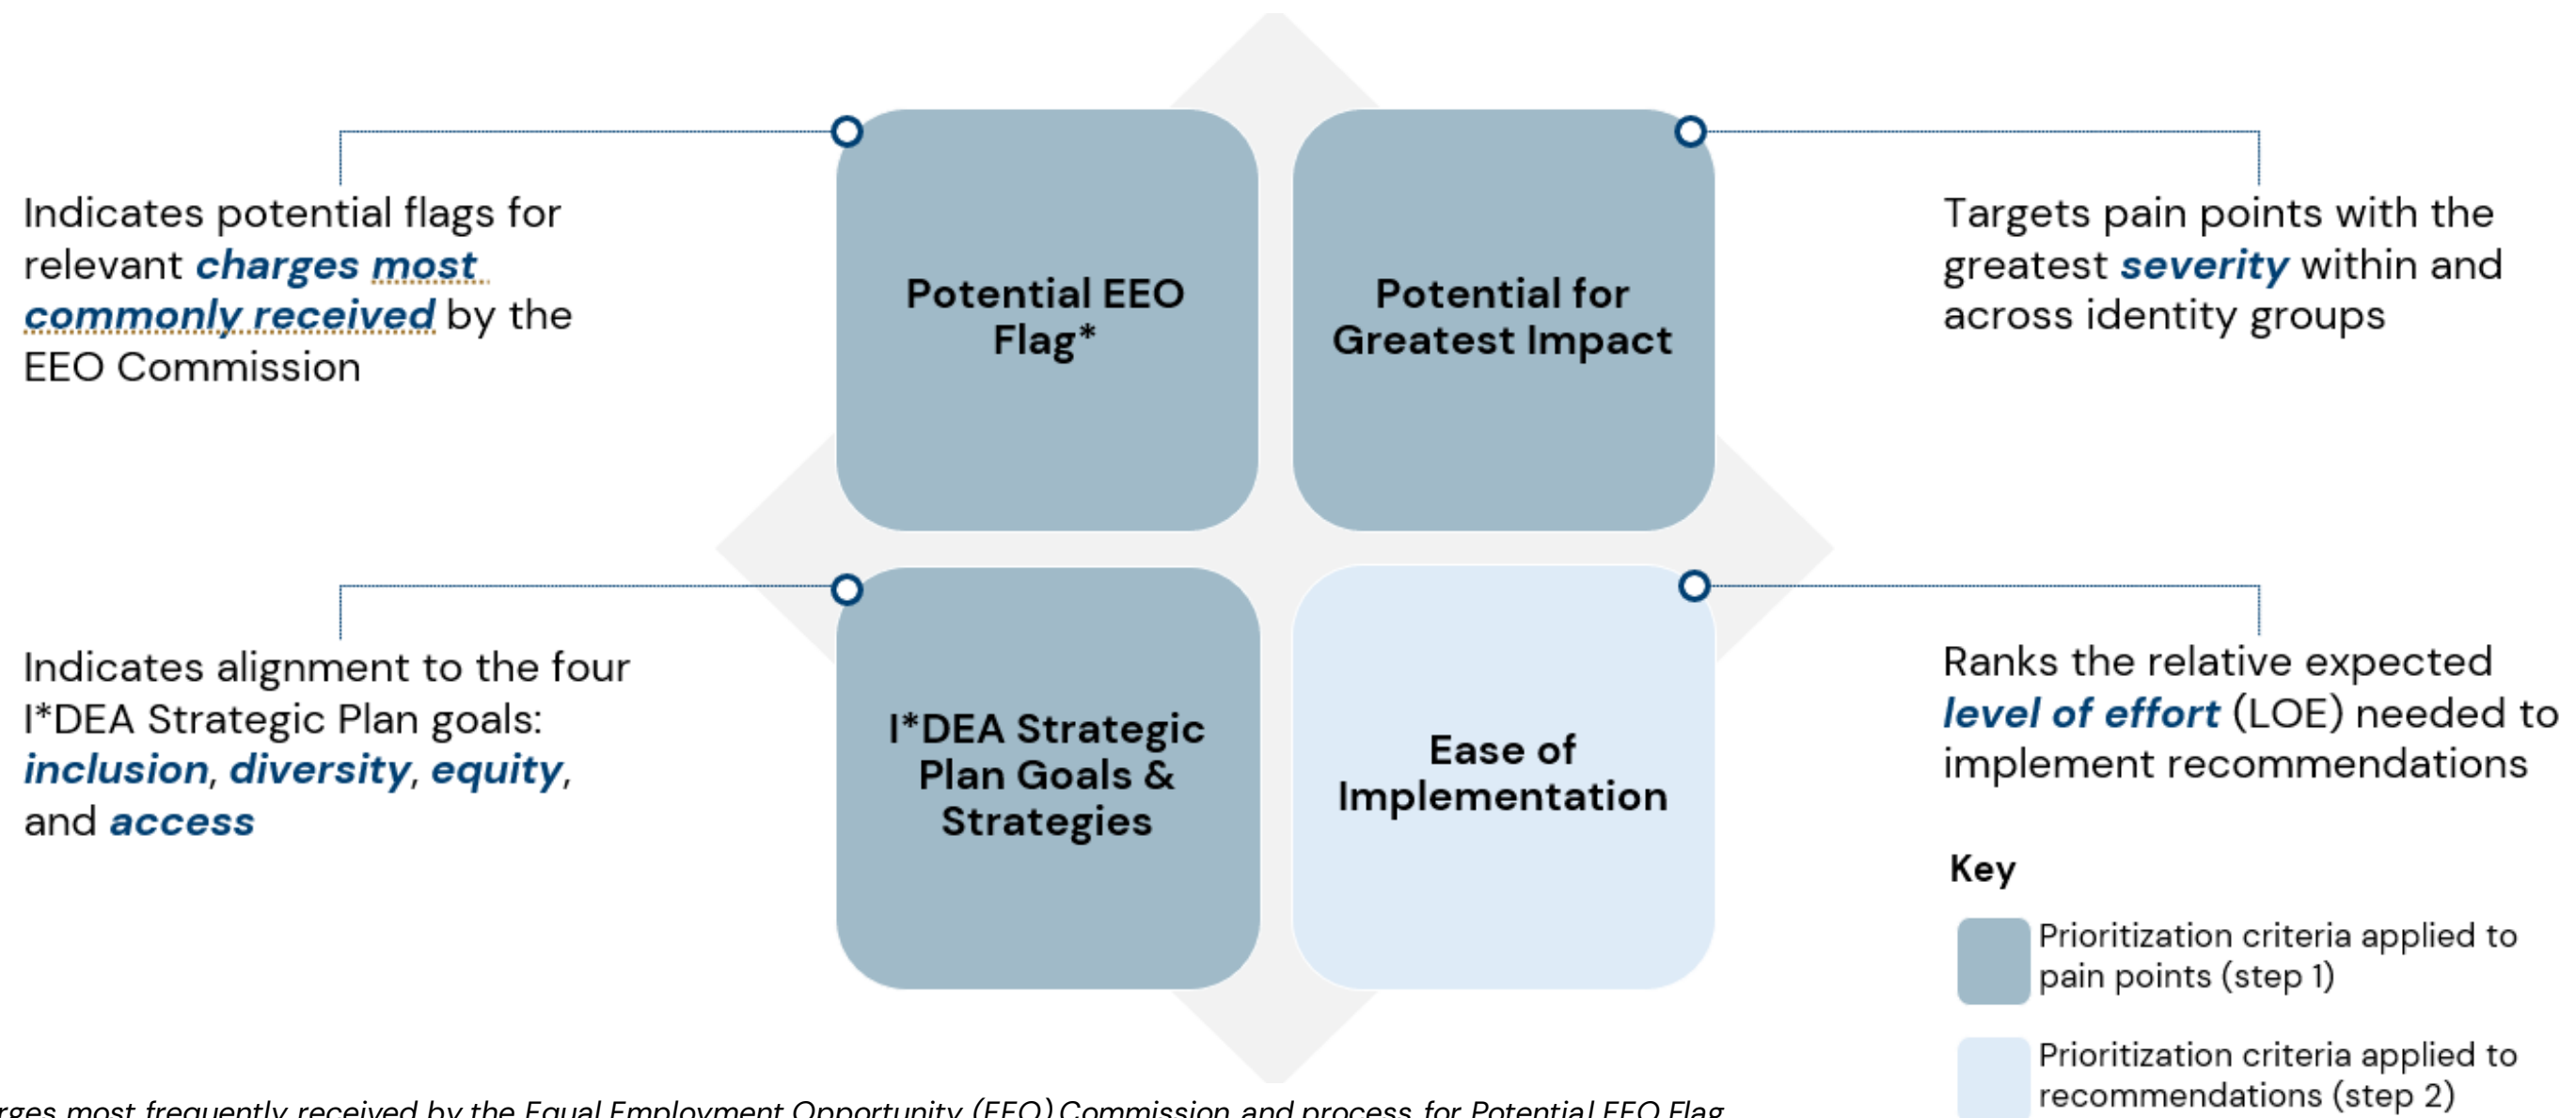 Indicates potential flags for
relevant charges most
commonly received by the
EEO Commission
Potential EEO
Flag*
Potential for
Greatest Impact
Targets pain points with the
greatest severity within and
across identity groups
Indicates alignment to the four
I*DEA Strategic Plan goals:
inclusion, diversity, equity,
and access
I*DEA Strategic
Plan Goals &
Strategies
Ease of
Implementation
Ranks the relative expected
level of effort (LOE) needed to
implement recommendations
Key
Prioritization criteria applied to
pain points (step 1)
Prioritization criteria applied to
recommendations (step 2)
most frequently received by the Equal Employment Opportunity (EEO) Commission and process for Potential EEO Flag